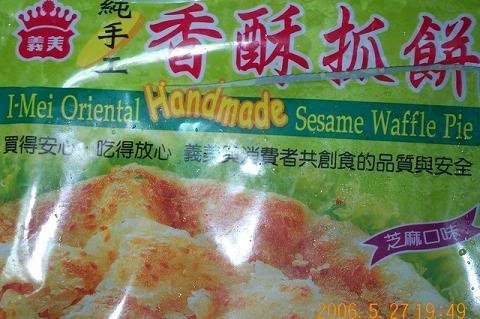 義美
純手工
香酥抓餅
I-Mei Oriental Handmade Sesame Waffle Pie
買得安心 · 吃得放心 義美與消費者共創食的品質與安全
芝麻口味
2006.5.27 19:49